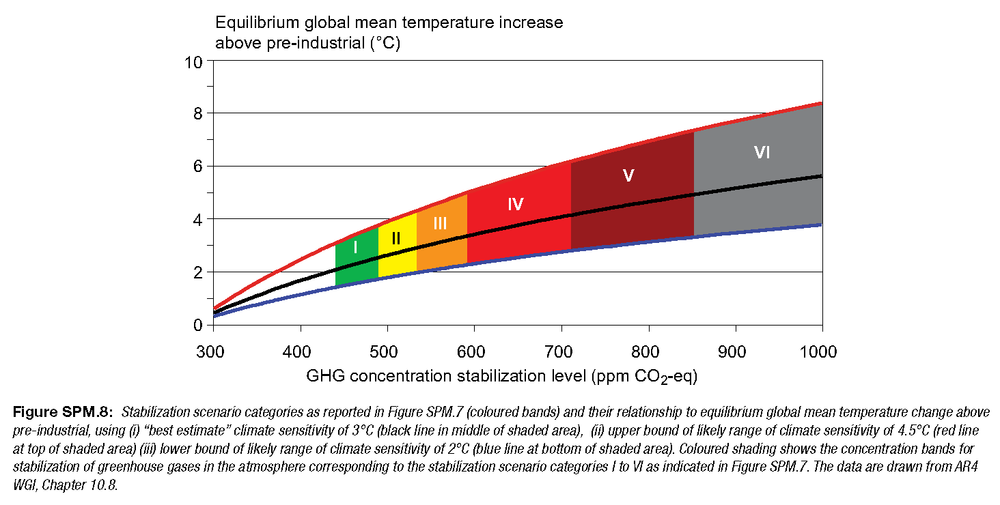 Equilibrium global mean temperature increase
above pre-industrial (°C)
10
8
6
4
2
0
I
II
III
IV
V
VI
300 400 500 600 700 800 900 1000
GHG concentration stabilization level (ppm CO₂-eq)
Figure SPM.8: Stabilization scenario categories as reported in Figure SPM.7 (coloured bands) and their relationship to equilibrium global mean temperature change above
pre-industrial, using (i) “best estimate” climate sensitivity of 3°C (black line in middle of shaded area), (ii) upper bound of likely range of climate sensitivity of 4.5°C (red line
at top of shaded area) (iii) lower bound of likely range of climate sensitivity of 2°C (blue line at bottom of shaded area). Coloured shading shows the concentration bands for
stabilization of greenhouse gases in the atmosphere corresponding to the stabilization scenario categories I to VI as indicated in Figure SPM.7. The data are drawn from AR4
WGI, Chapter 10.8.